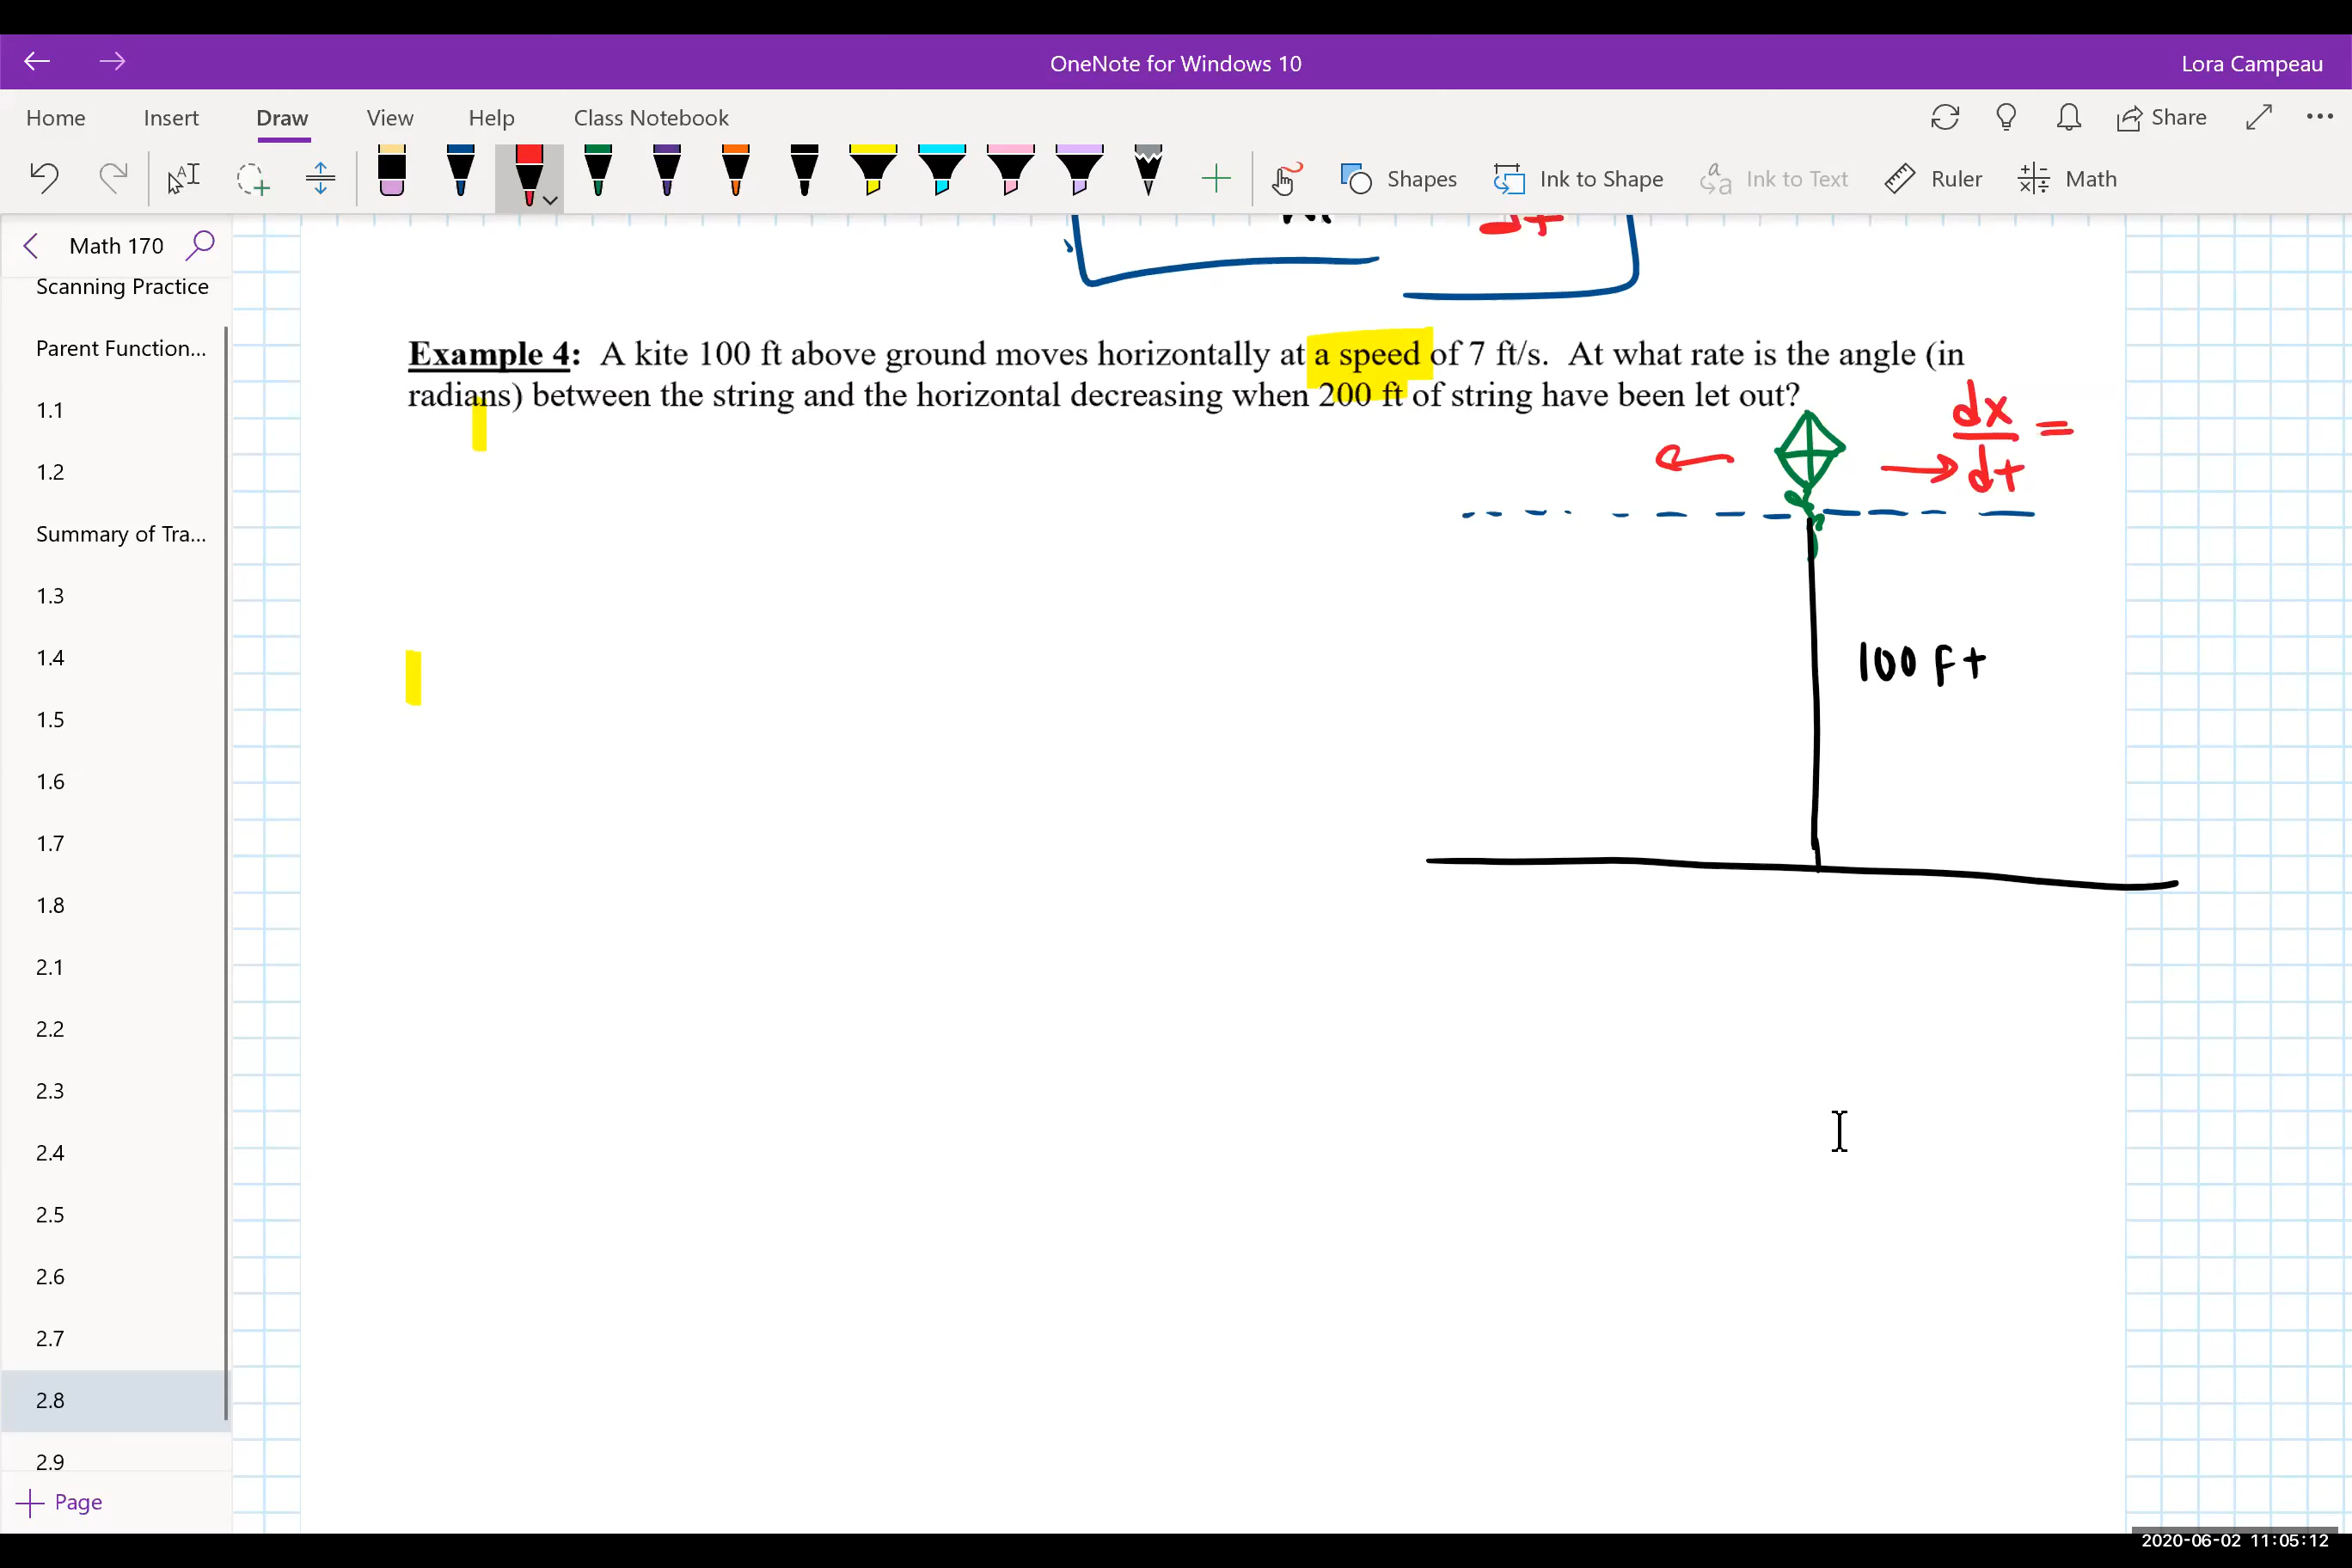 OneNote for Windows 10
Lora Campeau
Home Insert Draw View Help Class Notebook
Share
Shapes Ink to Shape Ink to Text Ruler Math
Math 170
Scanning Practice
Parent Function...
1.1
1.2
Summary of Tra...
1.3
1.4
1.5
1.6
1.7
1.8
2.1
2.2
2.3
2.4
2.5
2.6
2.7
2.8
2.9
Page
Example 4: A kite 100 ft above ground moves horizontally at a speed of 7 ft/s. At what rate is the angle (in
radians) between the string and the horizontal decreasing when 200 ft of string have been let out?
dx
=
dt
100 Ft
2020-06-02 11:05:12